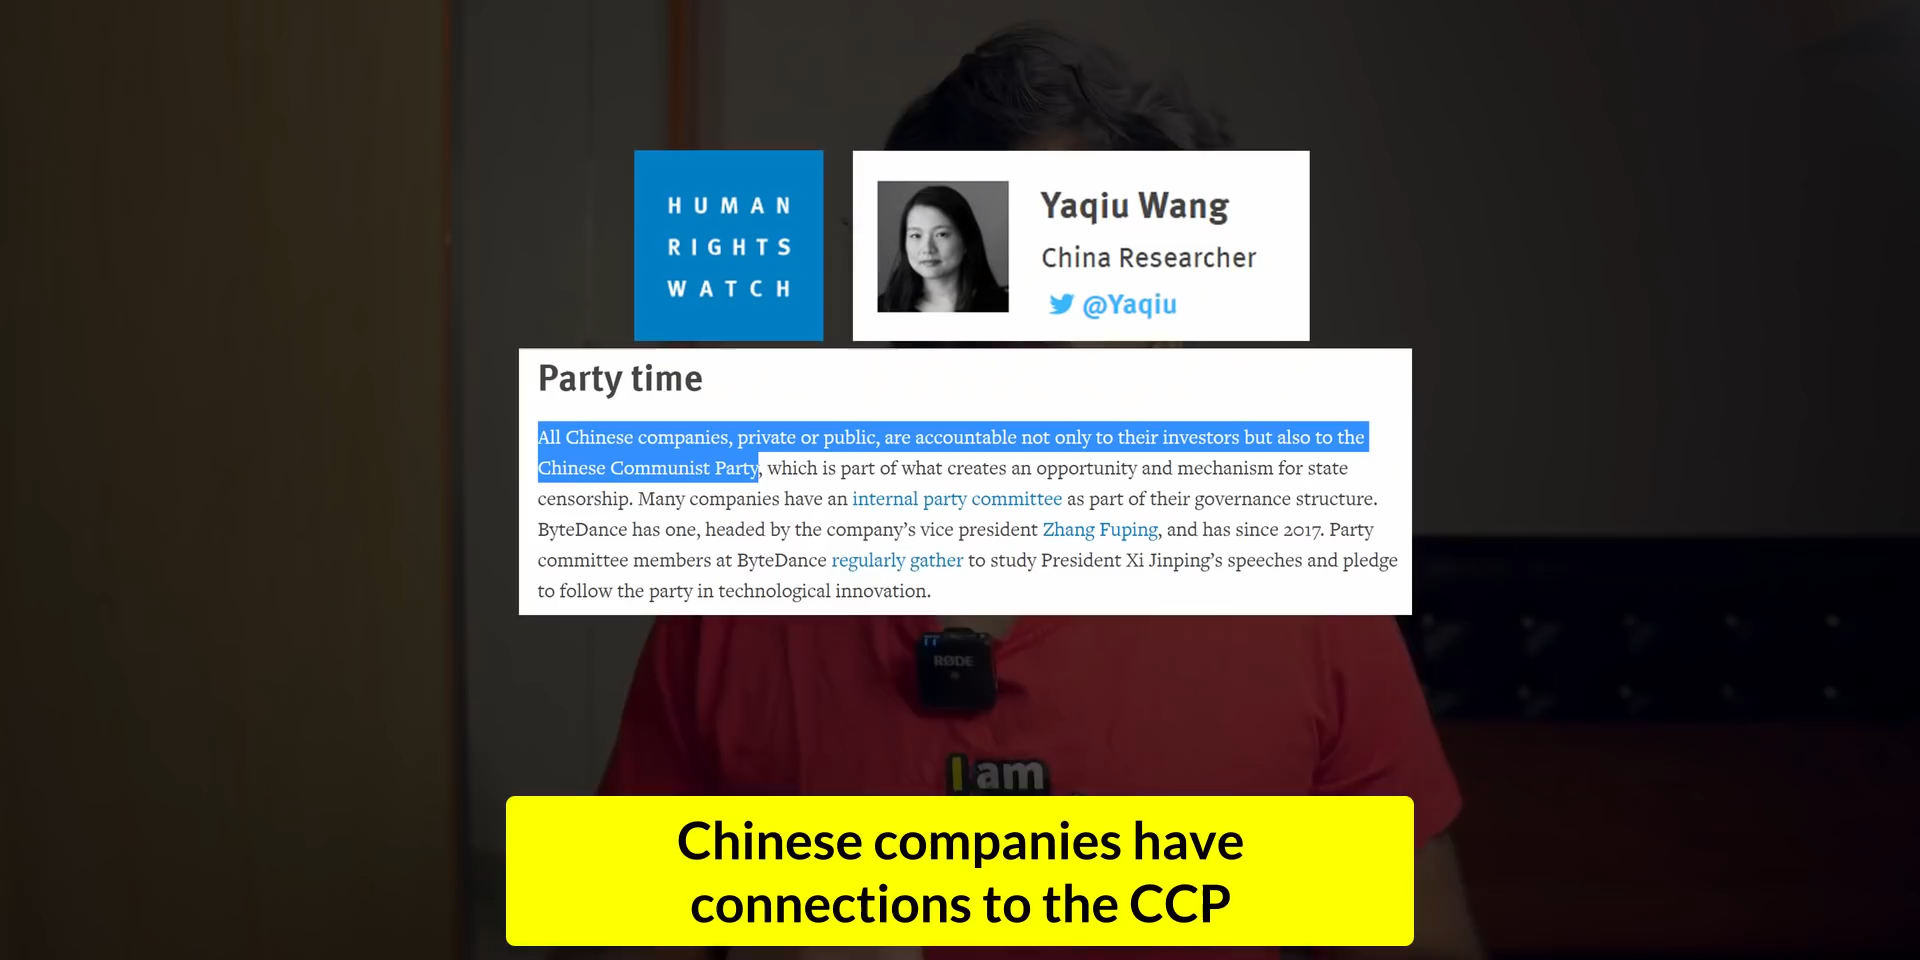 HUMAN
RIGHTS
WATCH
Yaqiu Wang
China Researcher
@Yaqiu
Party time
All Chinese companies, private or public, are accountable not only to their investors but also to the
Chinese Communist Party, which is part of what creates an opportunity and mechanism for state
censorship. Many companies have an internal party committee as part of their governance structure.
ByteDance has one, headed by the company’s vice president Zhang Fuping, and has since 2017. Party
committee members at ByteDance regularly gather to study President Xi Jinping’s speeches and pledge
to follow the party in technological innovation.
RØDE
I am
Chinese companies have
connections to the CCP